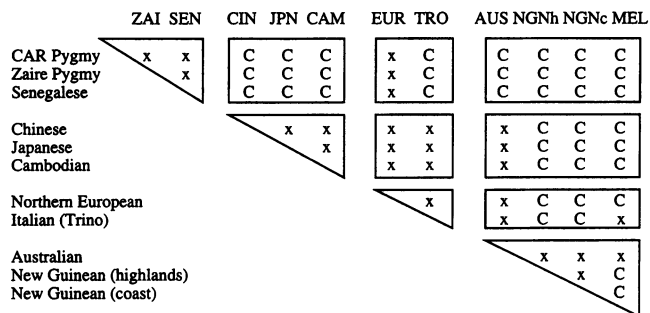 ZAI SEN CIN JPN CAM EUR TRO AUS NGNh NGNc MEL
CAR Pygmy x x C C C x C C C C C
Zaire Pygmy x C C C x C C C C C
Senegalese C C C x C C C C C
Chinese x x x x x C C C
Japanese x x x x C C C
Cambodian x x x C C C
Northern European x x C C C
Italian (Trino) x C C x
Australian x x x
New Guinean (highlands) x C
New Guinean (coast) C